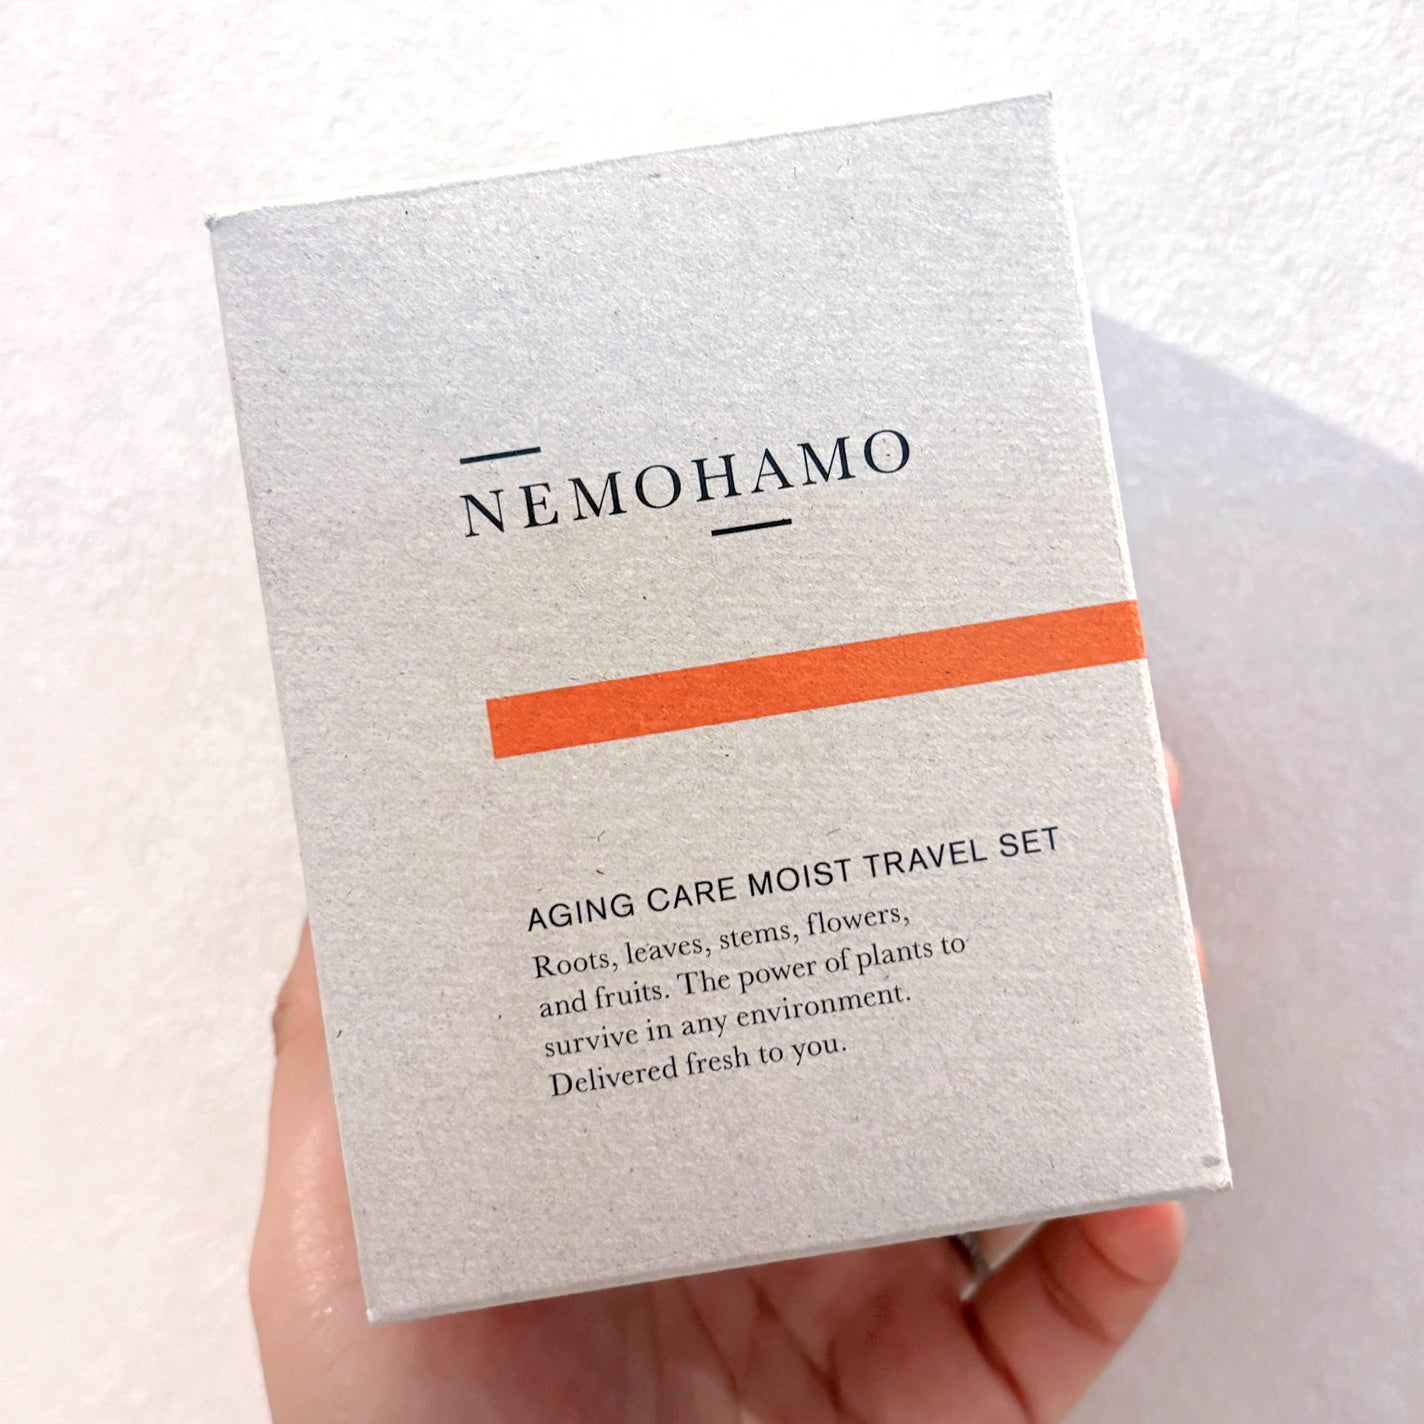 NEMOHAMO
AGING CARE MOIST TRAVEL SET
Roots, leaves, stems, flowers,
and fruits. The power of plants to
survive in any environment.
Delivered fresh to you.